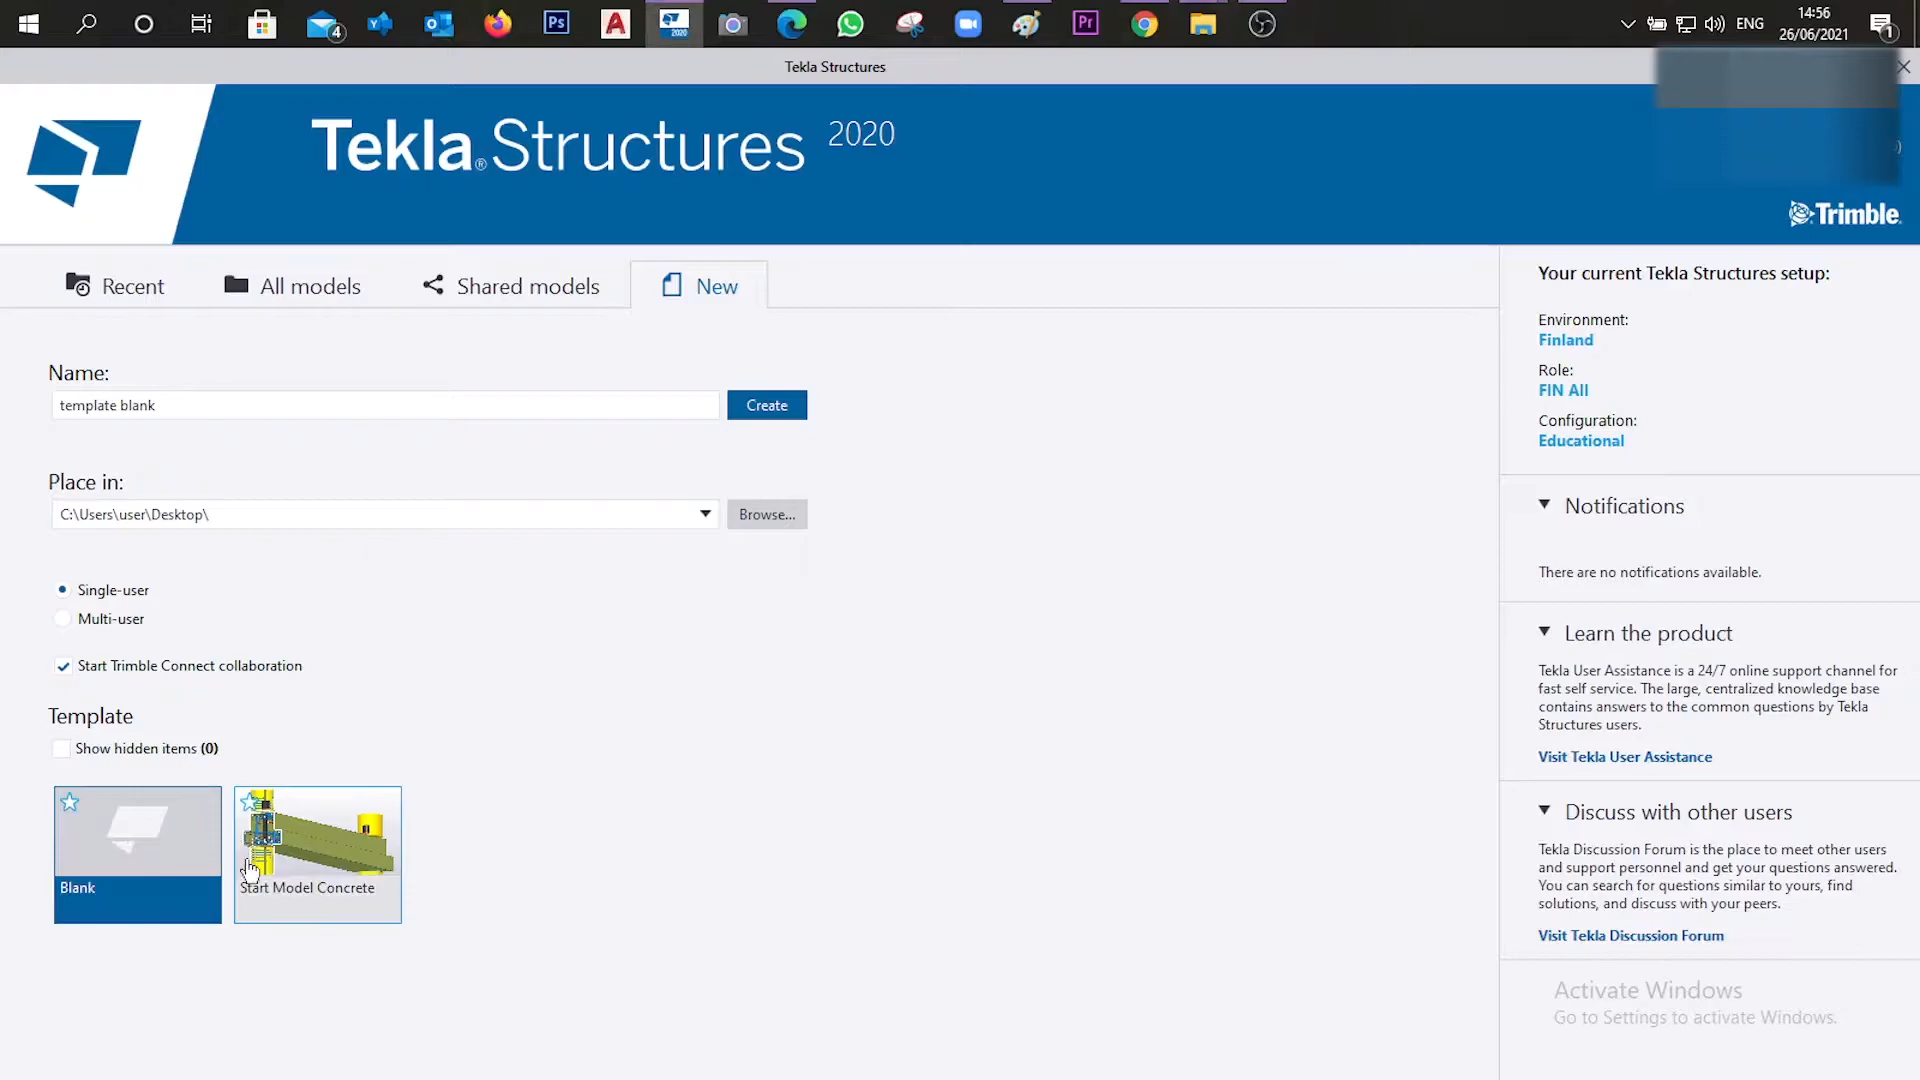 4
2020
ENG
14:56
26/06/2021
1
Tekla Structures
Tekla® Structures 2020
Trimble.
Recent
All models
Shared models
New
Name:
template blank
Create
Place in:
C:\Users\user\Desktop\
Browse...
Single-user
Multi-user
Start Trimble Connect collaboration
Template
Show hidden items (0)
Blank
Start Model Concrete
Your current Tekla Structures setup:
Environment:
Finland
Role:
FIN All
Configuration:
Educational
Notifications
There are no notifications available.
Learn the product
Tekla User Assistance is a 24/7 online support channel for
fast self service. The large, centralized knowledge base
contains answers to the common questions by Tekla
Structures users.
Visit Tekla User Assistance
Discuss with other users
Tekla Discussion Forum is the place to meet other users
and support personnel and get your questions answered.
You can search for questions similar to yours, find
solutions, and discuss with your peers.
Visit Tekla Discussion Forum
Activate Windows
Go to Settings to activate Windows.